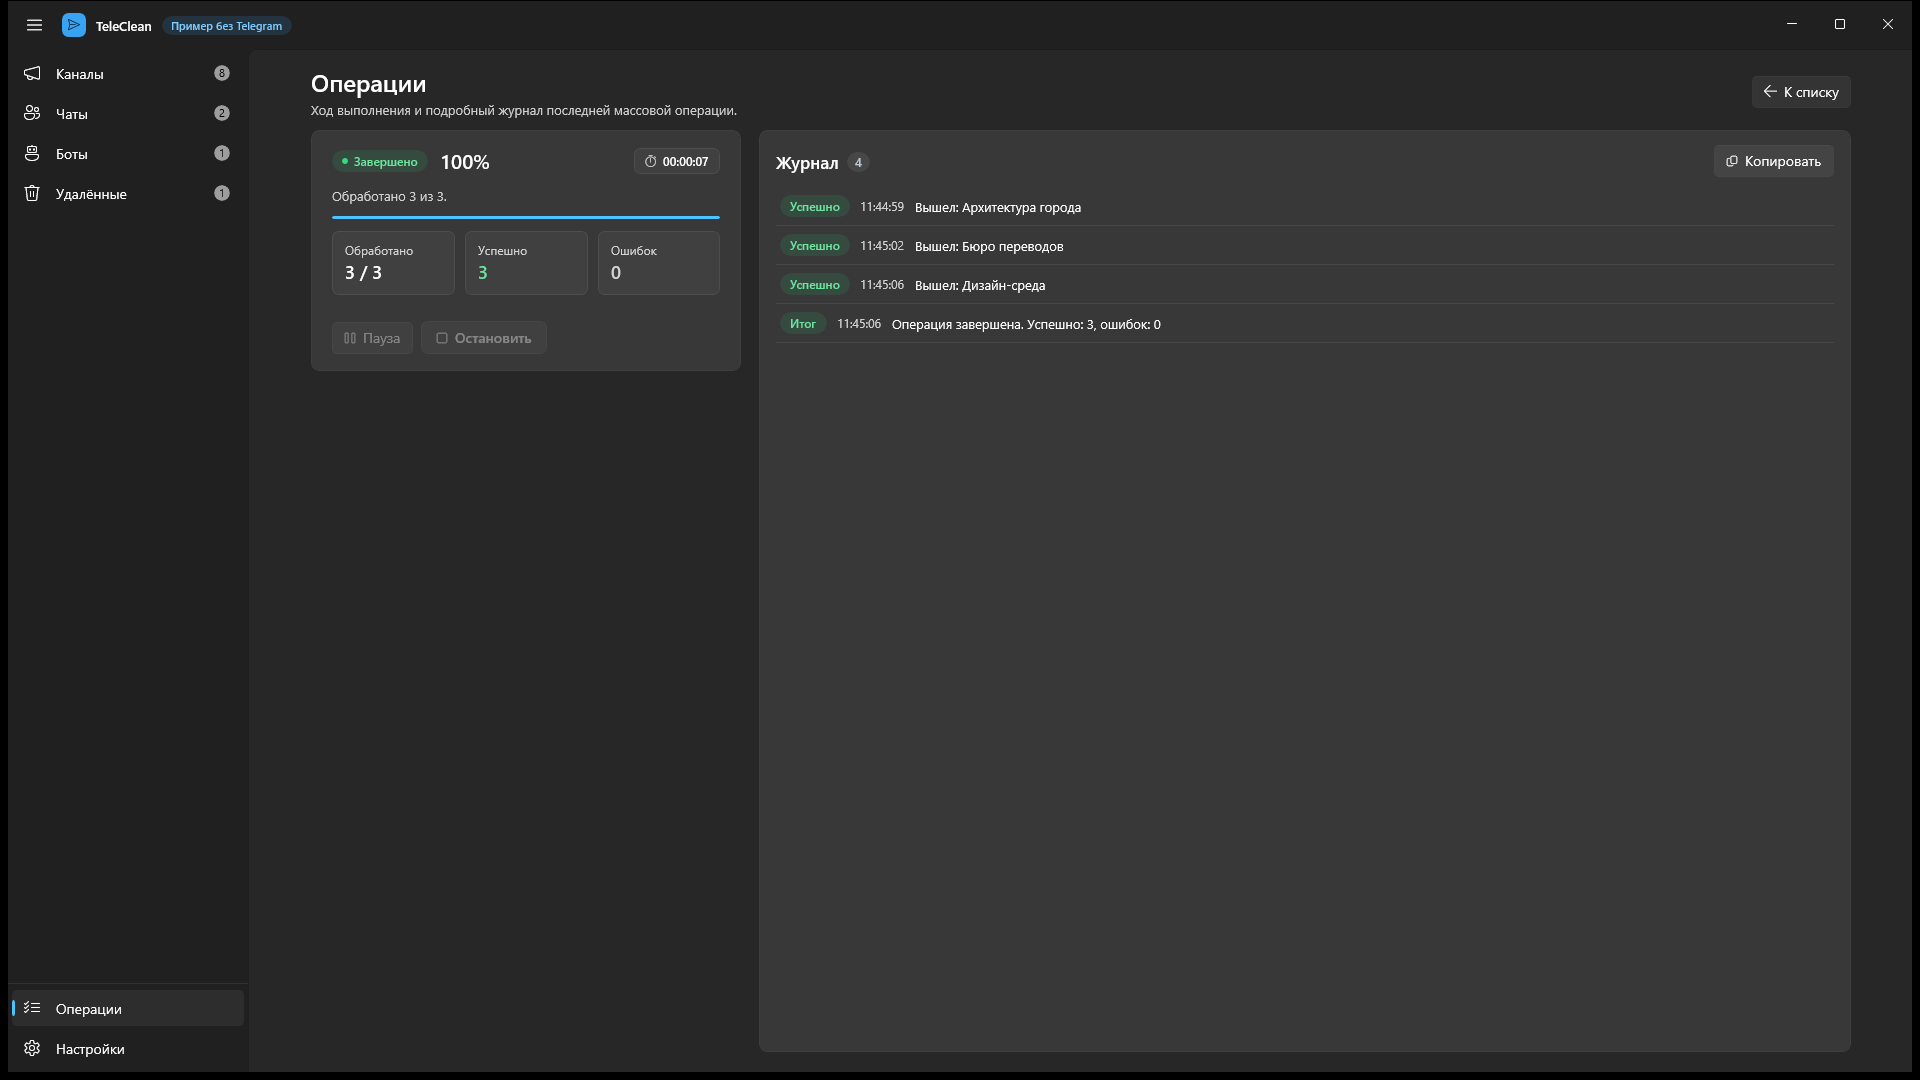 TeleClean Пример без Telegram
Каналы 8
Чаты 2
Боты 1
Удалённые 1
Операции
Настройки
Операции
Ход выполнения и подробный журнал последней массовой операции.
К списку
Завершено 100% 00:00:07
Обработано 3 из 3.
Обработано
3 / 3
Успешно
3
Ошибок
0
Пауза Остановить
Журнал 4
Копировать
Успешно 11:44:59 Вышел: Архитектура города
Успешно 11:45:02 Вышел: Бюро переводов
Успешно 11:45:06 Вышел: Дизайн-среда
Итог 11:45:06 Операция завершена. Успешно: 3, ошибок: 0